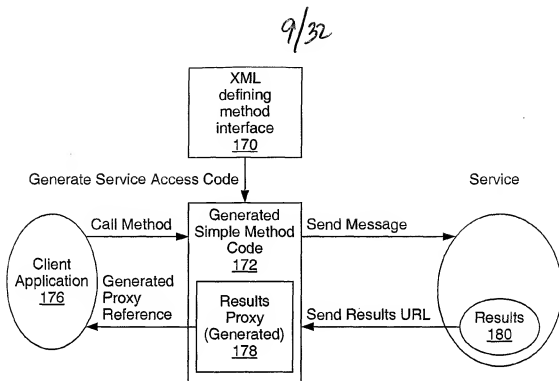 9/32
XML
defining
method
interface
170
Generate Service Access Code
Service
Call Method
Generated
Simple Method
Code
172
Send Message
Client
Application
176
Generated
Proxy
Reference
Results
Proxy
(Generated)
178
Send Results URL
Results
180